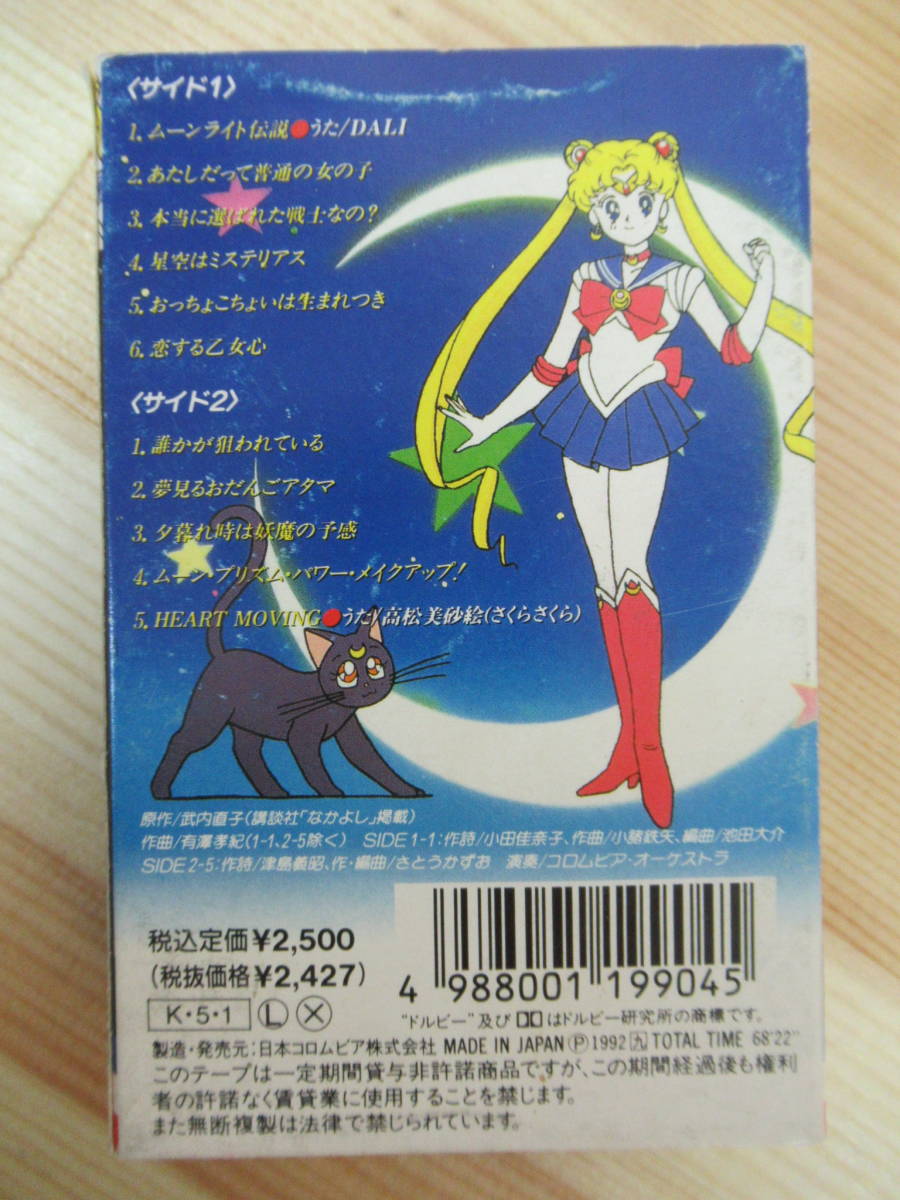 〈サイド1〉
1. ムーンライト伝説●うた/DALI
2. あたしだって普通の女の子
3. 本当に選ばれた戦士なの？
4. 星空はミステリアス
5. おっちょこちょいは生まれつき
6. 恋する乙女心
〈サイド2〉
1. 誰かが狙われている
2. 夢見るおだんごアタマ
3. 夕暮れ時は妖魔の予感
4. ムーン・プリズム・パワー・メイクアップ！
5. HEART MOVING●うた/高松美砂絵(さくらさくら)
原作/武内直子(講談社「なかよし」掲載)
作曲/有澤孝紀(1-1、2-5除く) SIDE 1-1:作詩/小田佳奈子、作曲/小諸鉄矢、編曲/池田大介
SIDE 2-5:作詩/津島義昭、作・編曲/さとうかずお 演奏/コロムビア・オーケストラ
税込定価¥2,500
(税抜価格¥2,427)
K・5・1 Ⓛ Ⓧ
4 988001 199045
"ドルビー"及び はドルビー研究所の商標です。
製造・発売元:日本コロムビア株式会社 MADE IN JAPAN Ⓟ1992 九 TOTAL TIME 68'22"
このテープは一定期間貸与非許諾商品ですが、この期間経過後も権利
者の許諾なく賃貸業に使用することを禁じます。
また無断複製は法律で禁じられています。